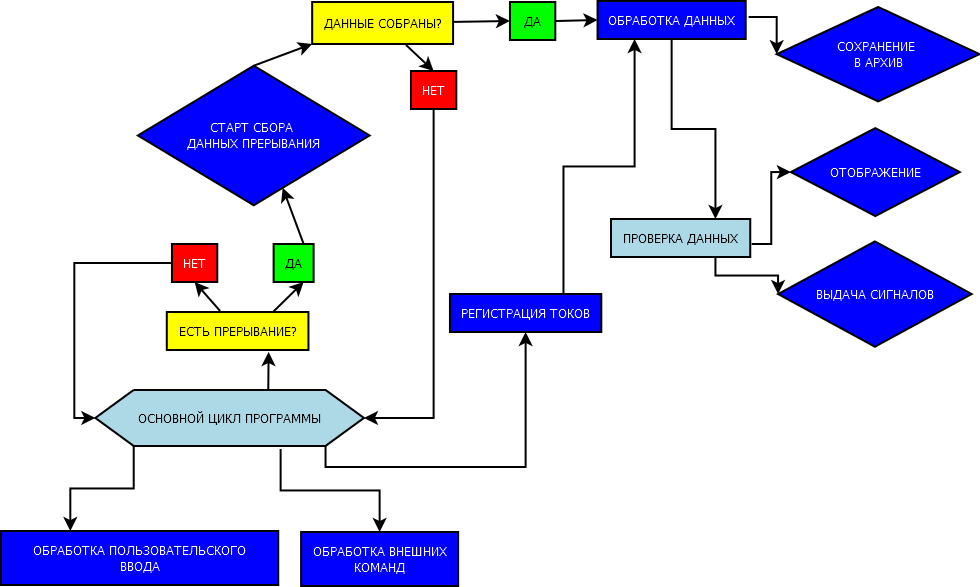 ДАННЫЕ СОБРАНЫ?
ДА
ОБРАБОТКА ДАННЫХ
СОХРАНЕНИЕ
В АРХИВ
НЕТ
СТАРТ СБОРА
ДАННЫХ ПРЕРЫВАНИЯ
ОТОБРАЖЕНИЕ
ПРОВЕРКА ДАННЫХ
НЕТ
ДА
ВЫДАЧА СИГНАЛОВ
РЕГИСТРАЦИЯ ТОКОВ
ЕСТЬ ПРЕРЫВАНИЕ?
ОСНОВНОЙ ЦИКЛ ПРОГРАММЫ
ОБРАБОТКА ПОЛЬЗОВАТЕЛЬСКОГО
ВВОДА
ОБРАБОТКА ВНЕШНИХ
КОМАНД